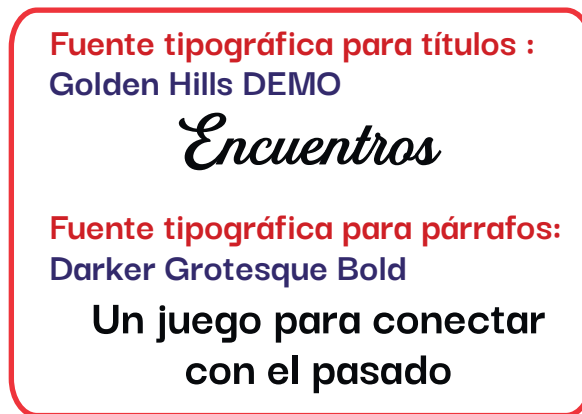 Fuente tipográfica para títulos :
Golden Hills DEMO
Encuentros
Fuente tipográfica para párrafos:
Darker Grotesque Bold
Un juego para conectar
con el pasado